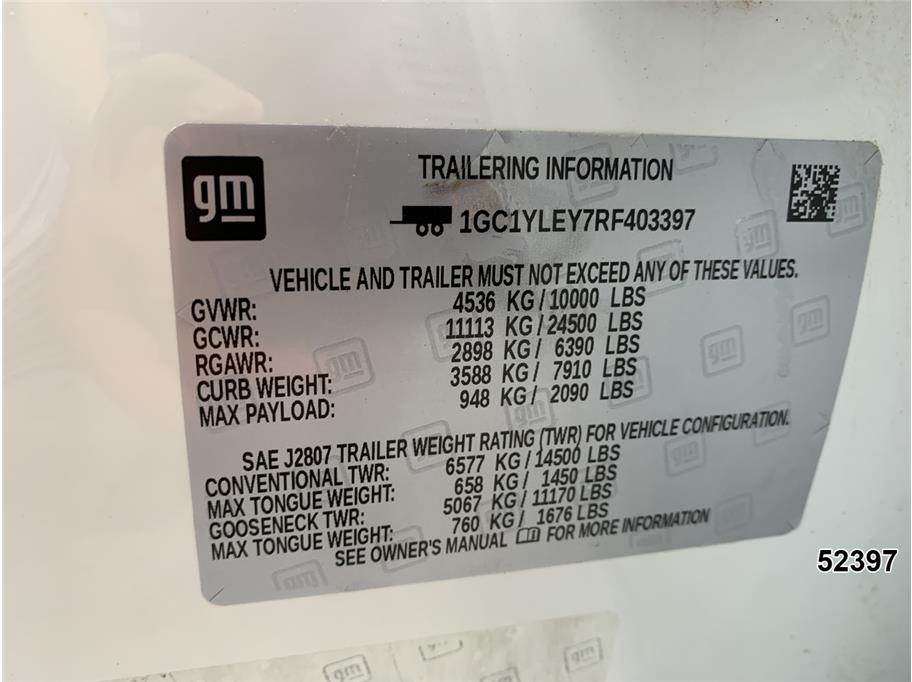 gm
TRAILERING INFORMATION
1GC1YLEY7RF403397
VEHICLE AND TRAILER MUST NOT EXCEED ANY OF THESE VALUES.
GVWR: 4536 KG / 10000 LBS
GCWR: 11113 KG / 24500 LBS
RGAWR: 2898 KG / 6390 LBS
CURB WEIGHT: 3588 KG / 7910 LBS
MAX PAYLOAD: 948 KG / 2090 LBS
SAE J2807 TRAILER WEIGHT RATING (TWR) FOR VEHICLE CONFIGURATION.
CONVENTIONAL TWR: 6577 KG / 14500 LBS
MAX TONGUE WEIGHT: 658 KG / 1450 LBS
GOOSENECK TWR: 5067 KG / 11170 LBS
MAX TONGUE WEIGHT: 760 KG / 1676 LBS
SEE OWNER'S MANUAL FOR MORE INFORMATION
52397
gm